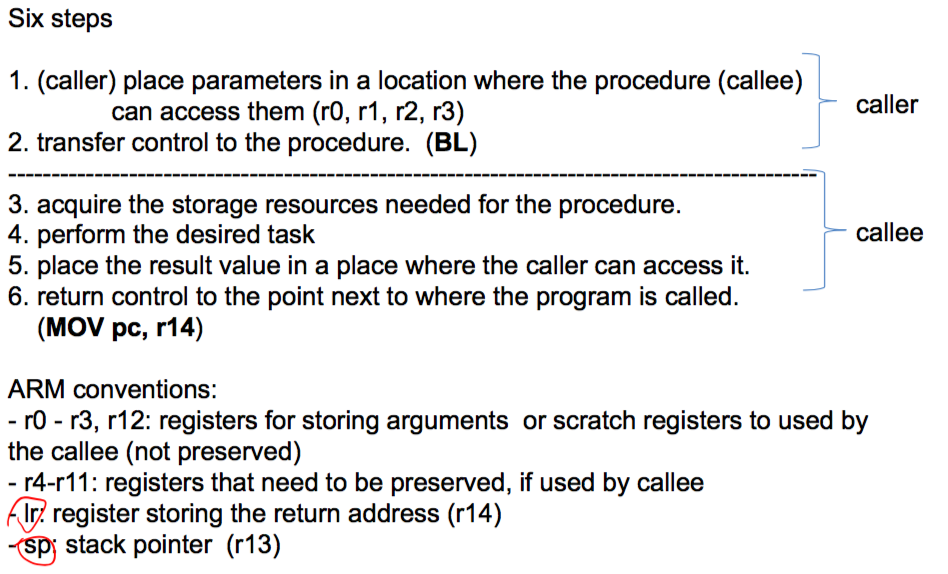 Six steps
1. (caller) place parameters in a location where the procedure (callee)
can access them (r0, r1, r2, r3)
2. transfer control to the procedure.  (BL)
caller
--------------------------------------------------------------------------------------------
3. acquire the storage resources needed for the procedure.
4. perform the desired task
5. place the result value in a place where the caller can access it.
6. return control to the point next to where the program is called.
(MOV pc, r14)
callee
ARM conventions:
- r0 - r3, r12: registers for storing arguments  or scratch registers to used by
the callee (not preserved)
- r4-r11: registers that need to be preserved, if used by callee
- lr: register storing the return address (r14)
- sp: stack pointer  (r13)